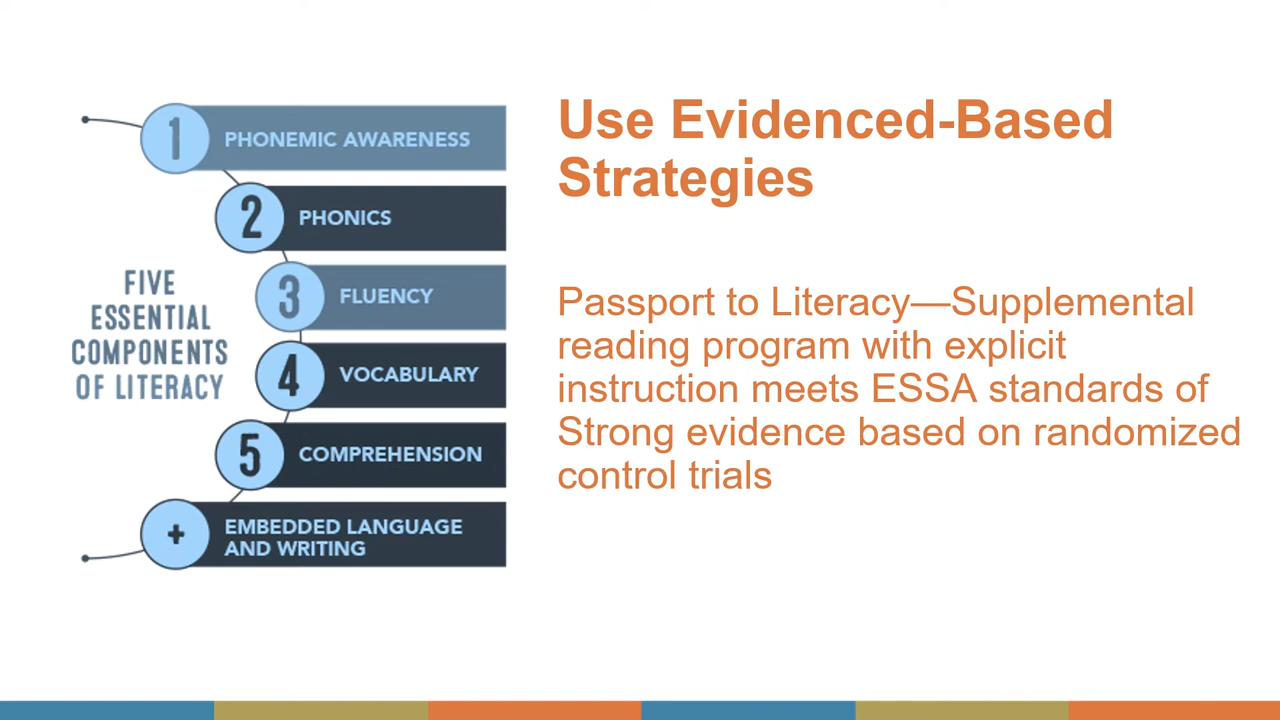 Use Evidenced-Based
Strategies
FIVE
ESSENTIAL
COMPONENTS
OF LITERACY
1 PHONEMIC AWARENESS
2 PHONICS
3 FLUENCY
4 VOCABULARY
5 COMPREHENSION
+ EMBEDDED LANGUAGE
AND WRITING
Passport to Literacy—Supplemental
reading program with explicit
instruction meets ESSA standards of
Strong evidence based on randomized
control trials